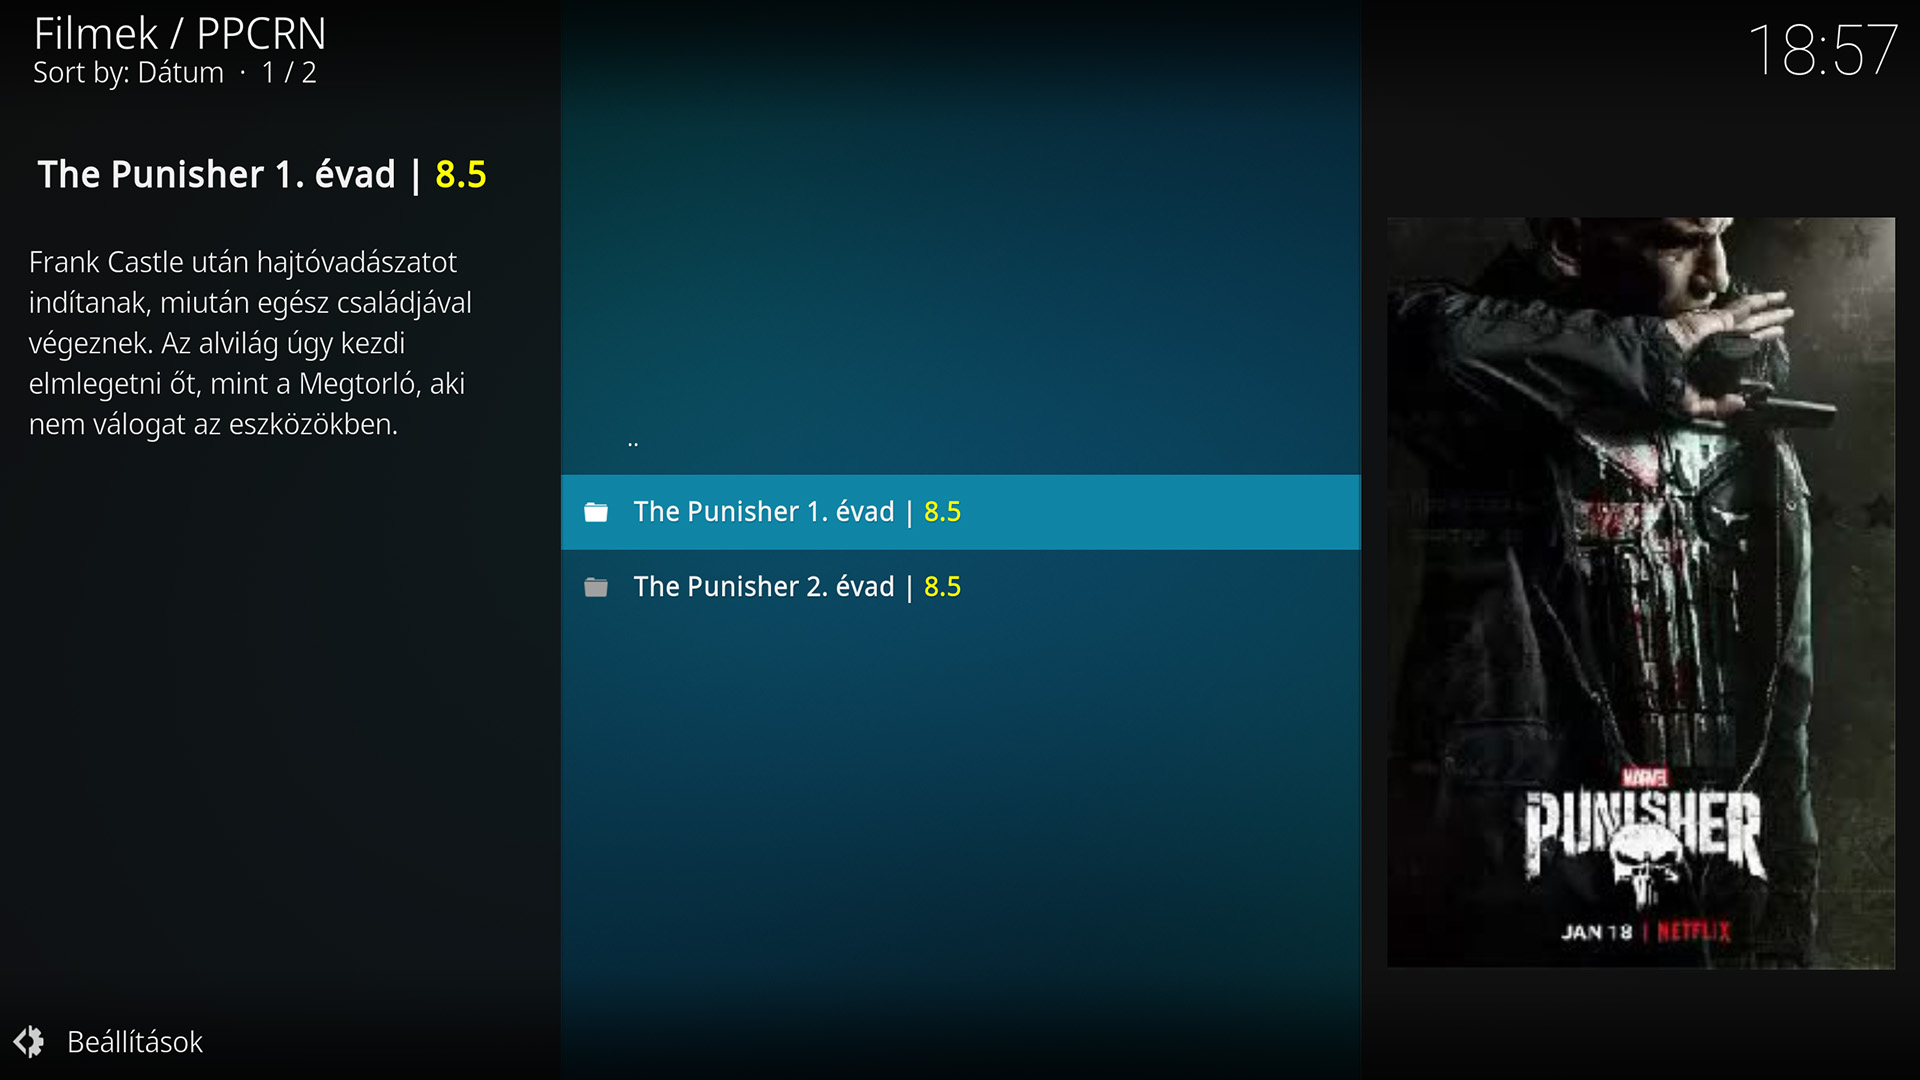 Filmek / PPCRN
Sort by: Dátum · 1 / 2
18:57
The Punisher 1. évad | 8.5
Frank Castle után hajtóvadászatot
indítanak, miután egész családjával
végeznek. Az alvilág úgy kezdi
elmlegetni őt, mint a Megtorló, aki
nem válogat az eszközökben.
..
The Punisher 1. évad | 8.5
The Punisher 2. évad | 8.5
MARVEL
PUNISHER
JAN 18 | NETFLIX
Beállítások